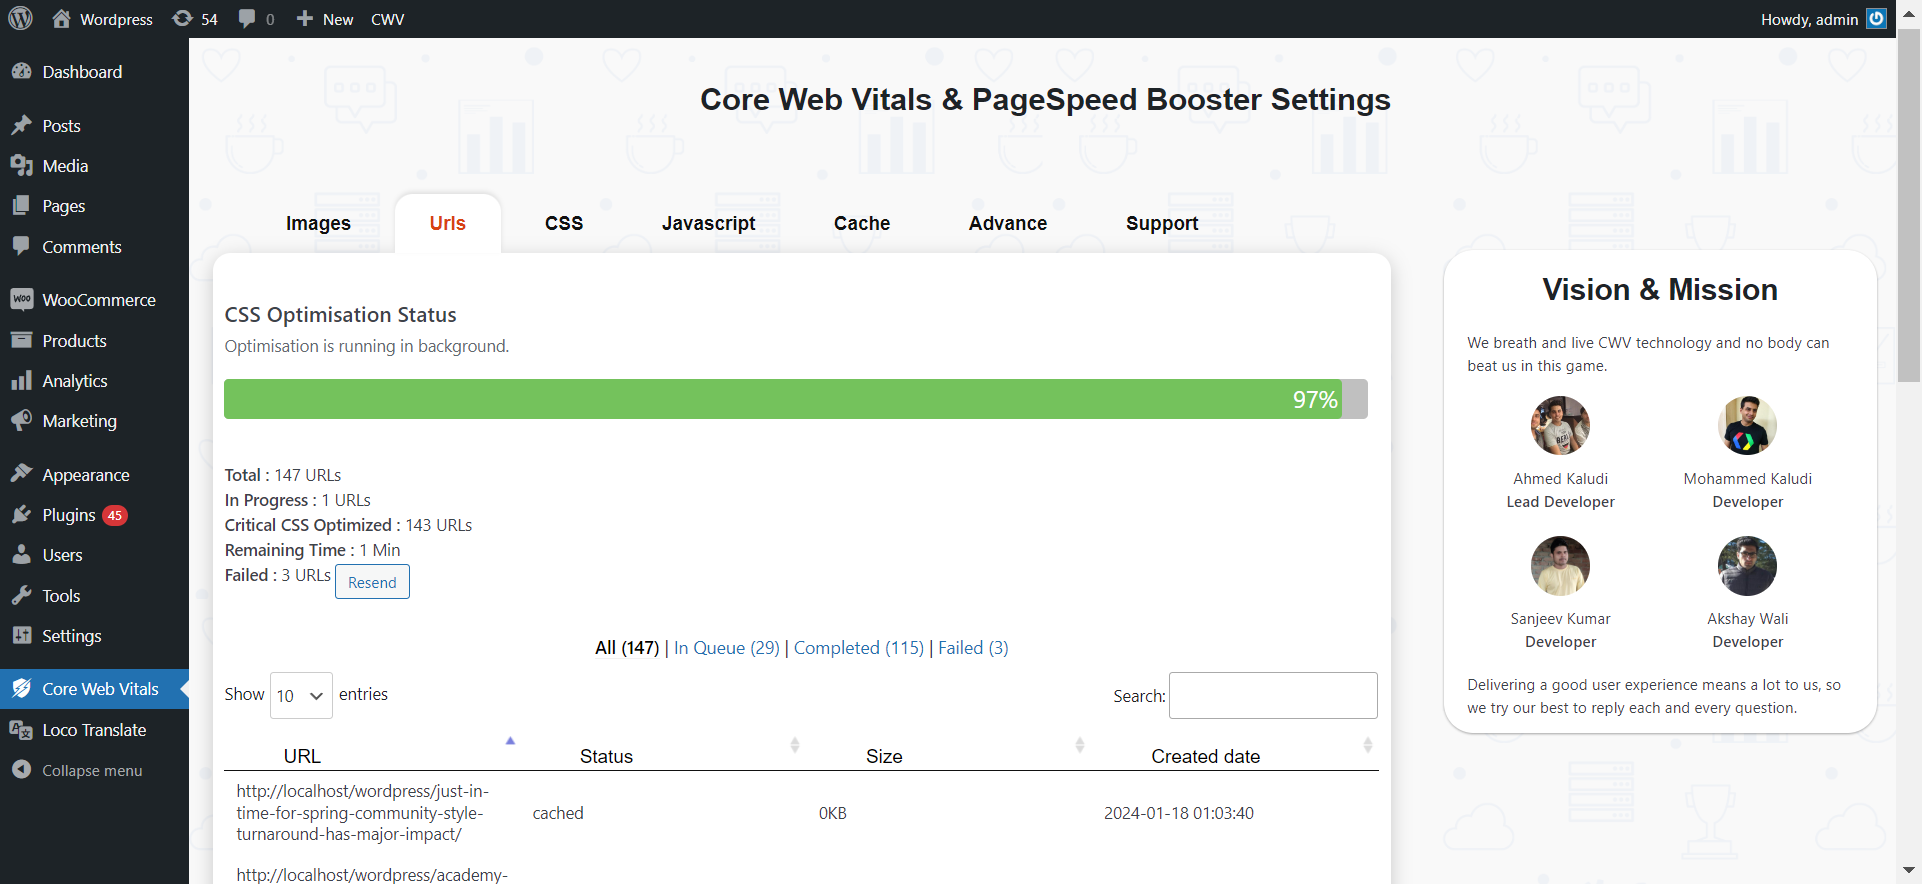 Wordpress 54 0 New CWV Howdy, admin
Dashboard
Posts
Media
Pages
Comments
WooCommerce
Products
Analytics
Marketing
Appearance
Plugins 45
Users
Tools
Settings
Core Web Vitals
Loco Translate
Collapse menu
Core Web Vitals & PageSpeed Booster Settings
Images Urls CSS Javascript Cache Advance Support
CSS Optimisation Status
Optimisation is running in background.
97%
Total : 147 URLs
In Progress : 1 URLs
Critical CSS Optimized : 143 URLs
Remaining Time : 1 Min
Failed : 3 URLs Resend
All (147) | In Queue (29) | Completed (115) | Failed (3)
Show 10 entries Search:
URL Status Size Created date
http://localhost/wordpress/just-in-
time-for-spring-community-style-
turnaround-has-major-impact/
cached 0KB 2024-01-18 01:03:40
http://localhost/wordpress/academy-
Vision & Mission
We breath and live CWV technology and no body can
beat us in this game.
Ahmed Kaludi
Lead Developer
Mohammed Kaludi
Developer
Sanjeev Kumar
Developer
Akshay Wali
Developer
Delivering a good user experience means a lot to us, so
we try our best to reply each and every question.